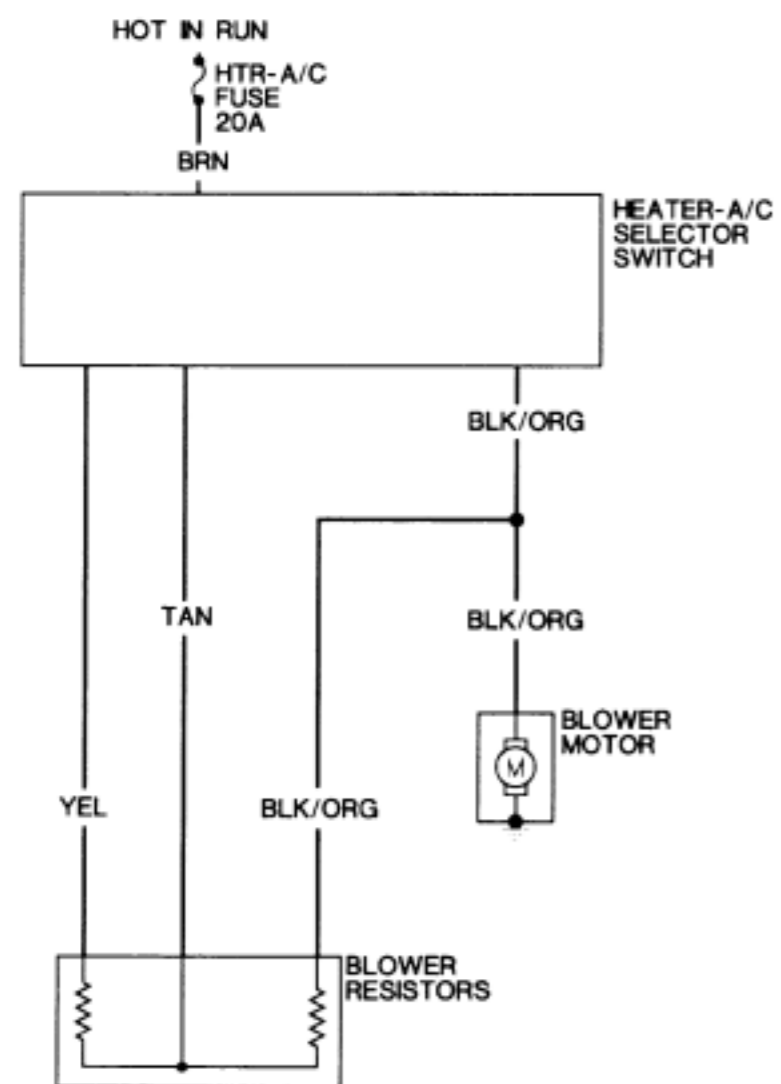 HOT IN RUN
HTR-A/C
FUSE
20A
BRN
HEATER-A/C
SELECTOR
SWITCH
BLK/ORG
TAN
BLK/ORG
BLOWER
MOTOR
M
YEL
BLK/ORG
BLOWER
RESISTORS